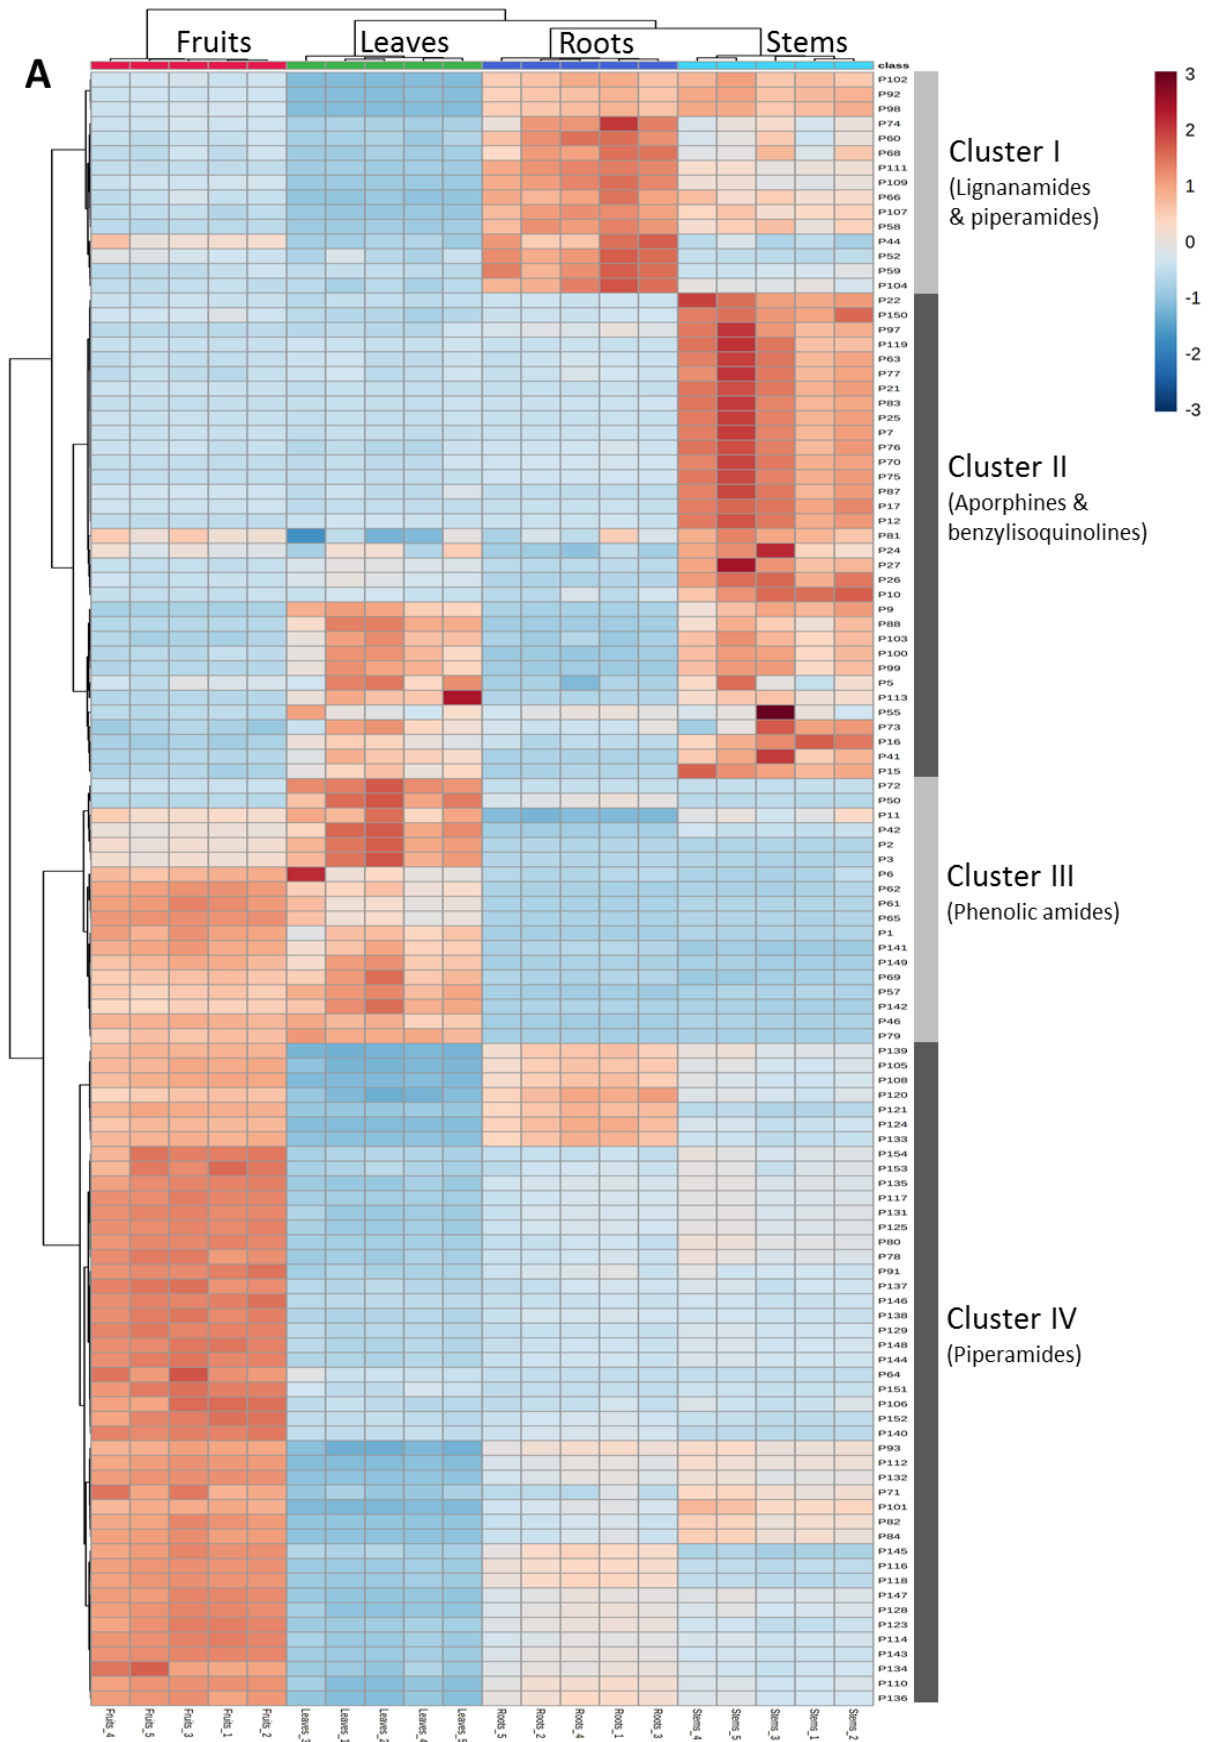 A
Fruits
Leaves
Roots
Stems
class
P102
P92
P98
P74
P60
P68
P111
P109
P66
P107
P58
P44
P52
P59
P104
P22
P150
P97
P119
P63
P77
P21
P83
P25
P7
P76
P70
P75
P87
P17
P12
P81
P24
P27
P26
P10
P9
P88
P103
P100
P99
P5
P113
P55
P73
P16
P41
P15
P72
P50
P11
P42
P2
P3
P6
P62
P61
P65
P1
P141
P149
P69
P57
P142
P46
P79
P139
P105
P108
P120
P121
P124
P133
P154
P153
P135
P117
P131
P125
P80
P78
P91
P137
P146
P138
P129
P148
P144
P64
P151
P106
P152
P140
P93
P112
P132
P71
P101
P82
P84
P145
P116
P118
P147
P128
P123
P114
P143
P134
P110
P136
Cluster I
(Lignanamides
& piperamides)
Cluster II
(Aporphines &
benzylisoquinolines)
Cluster III
(Phenolic amides)
Cluster IV
(Piperamides)
3
2
1
0
-1
-2
-3
Fruits_4
Fruits_5
Fruits_3
Fruits_1
Fruits_2
Leaves_3
Leaves_1
Leaves_2
Leaves_4
Leaves_5
Roots_5
Roots_2
Roots_4
Roots_1
Roots_3
Stems_4
Stems_5
Stems_3
Stems_1
Stems_2